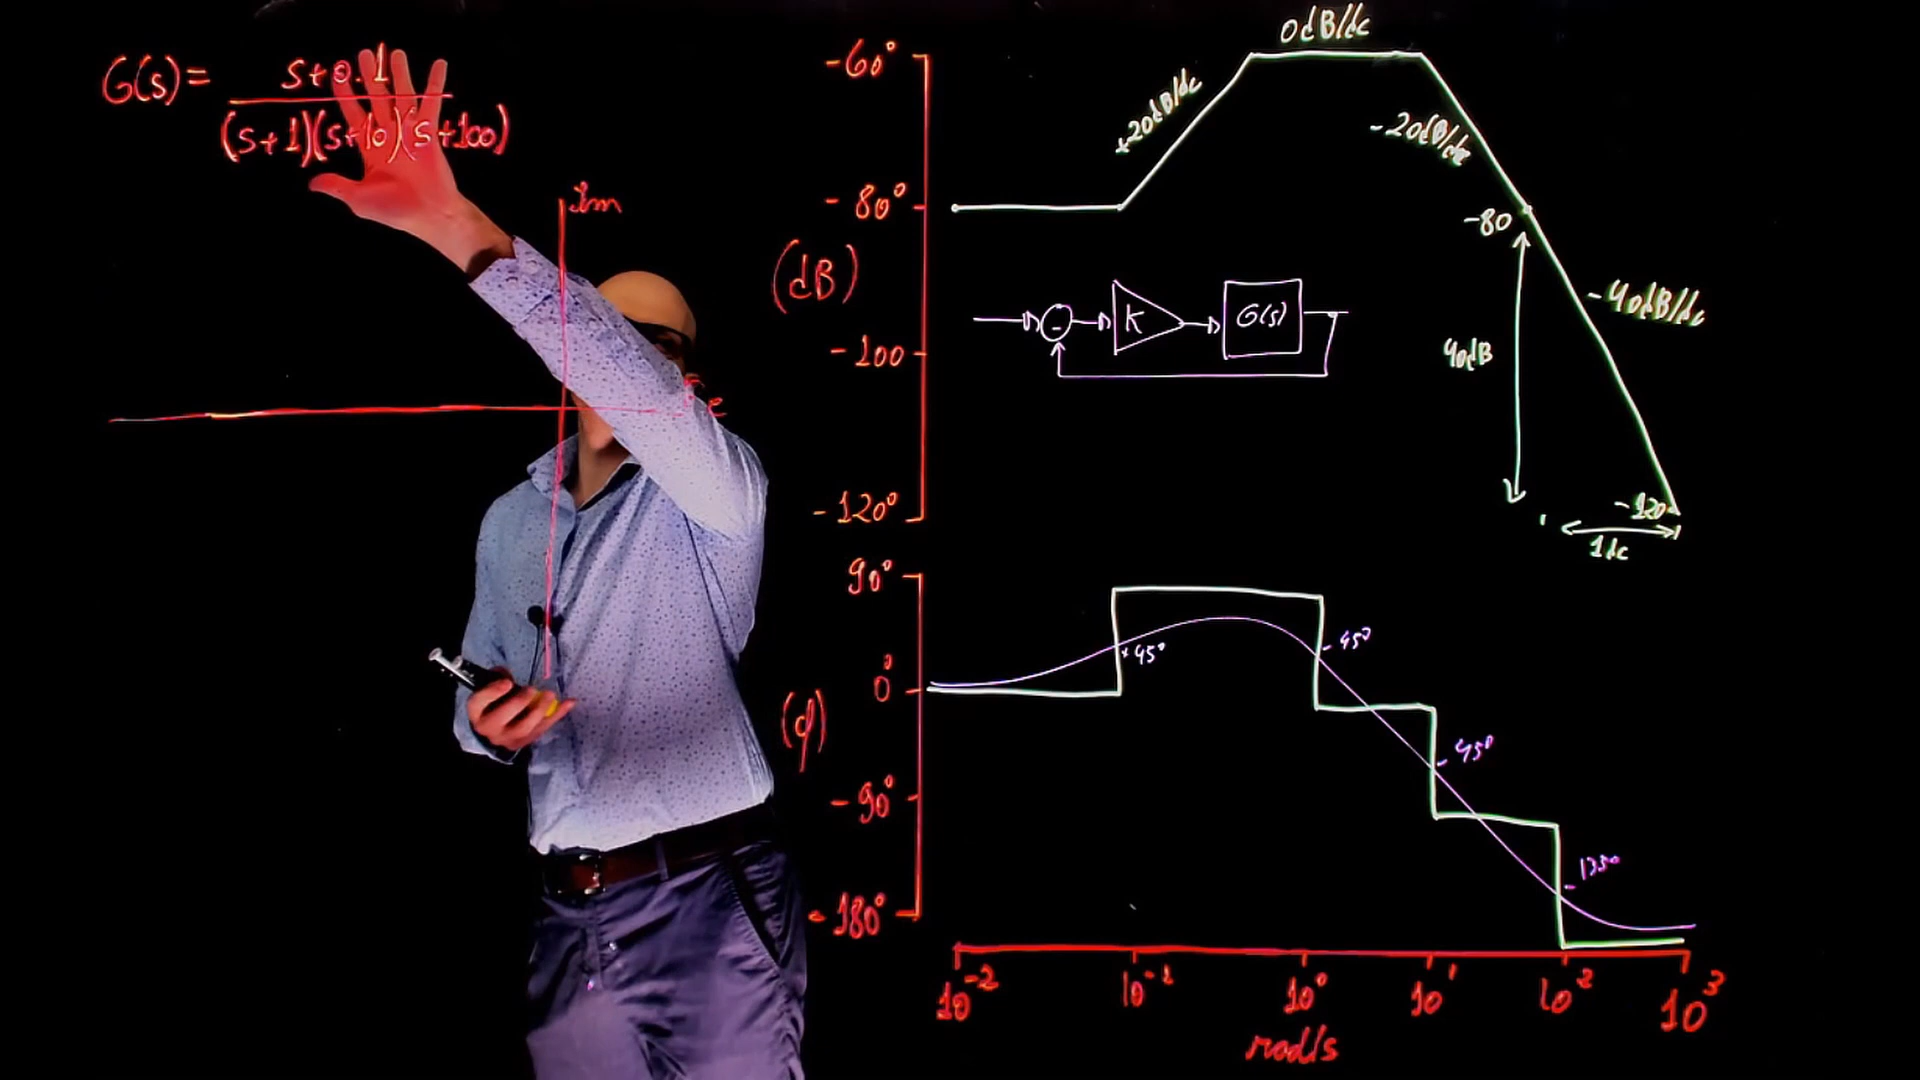 G(s)= s+0.1
(s+1)(s+10)(s+100)
Im
e
0dB/dc
-60°
+20dB/dc
-20dB/dc
-80°
-80
(dB)
-40dB/dc
K
G(s)
-
-100
40dB
-120°
-120
1dc
90°
+45°
-45°
0°
(φ)
-45°
-90°
-135°
-180°
10⁻² 10⁻¹ 10⁰ 10¹ 10² 10³
rad/s